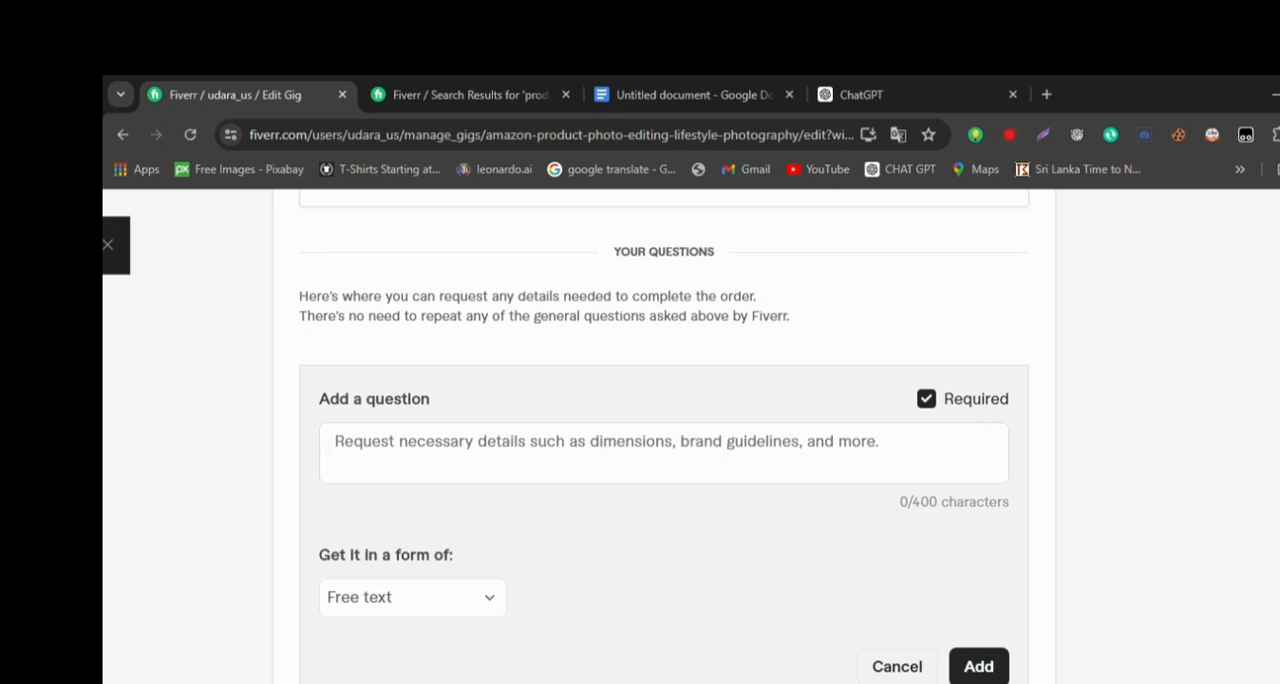 Fiverr / udara_us / Edit Gig
Fiverr / Search Results for 'prod
Untitled document - Google Do
ChatGPT
fiverr.com/users/udara_us/manage_gigs/amazon-product-photo-editing-lifestyle-photography/edit?wi...
Apps
Free Images - Pixabay
T-Shirts Starting at...
leonardo.ai
google translate - G...
Gmail
YouTube
CHAT GPT
Maps
Sri Lanka Time to N...
YOUR QUESTIONS
Here's where you can request any details needed to complete the order.
There's no need to repeat any of the general questions asked above by Fiverr.
Add a question
Required
Request necessary details such as dimensions, brand guidelines, and more.
0/400 characters
Get it in a form of:
Free text
Cancel
Add